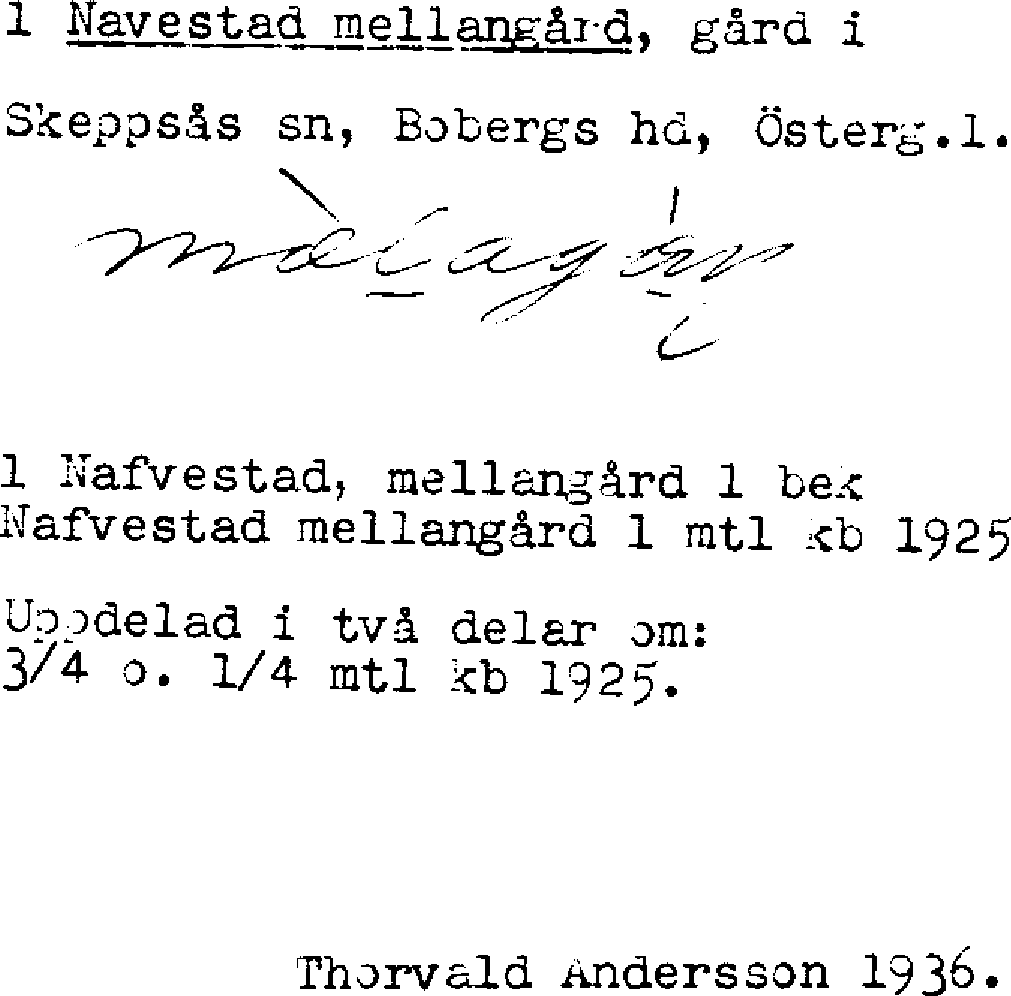 1 Navestad mellangård, gård i
Skeppsås sn, Bobergs hd, Österg.l.
1 Nafvestad, mellangård 1 bek
Nafvestad mellangård 1 mtl kb 1925
Uppdelad i två delar om:
3/4 o. 1/4 mtl kb 1925.
Thorvald Andersson 1936.